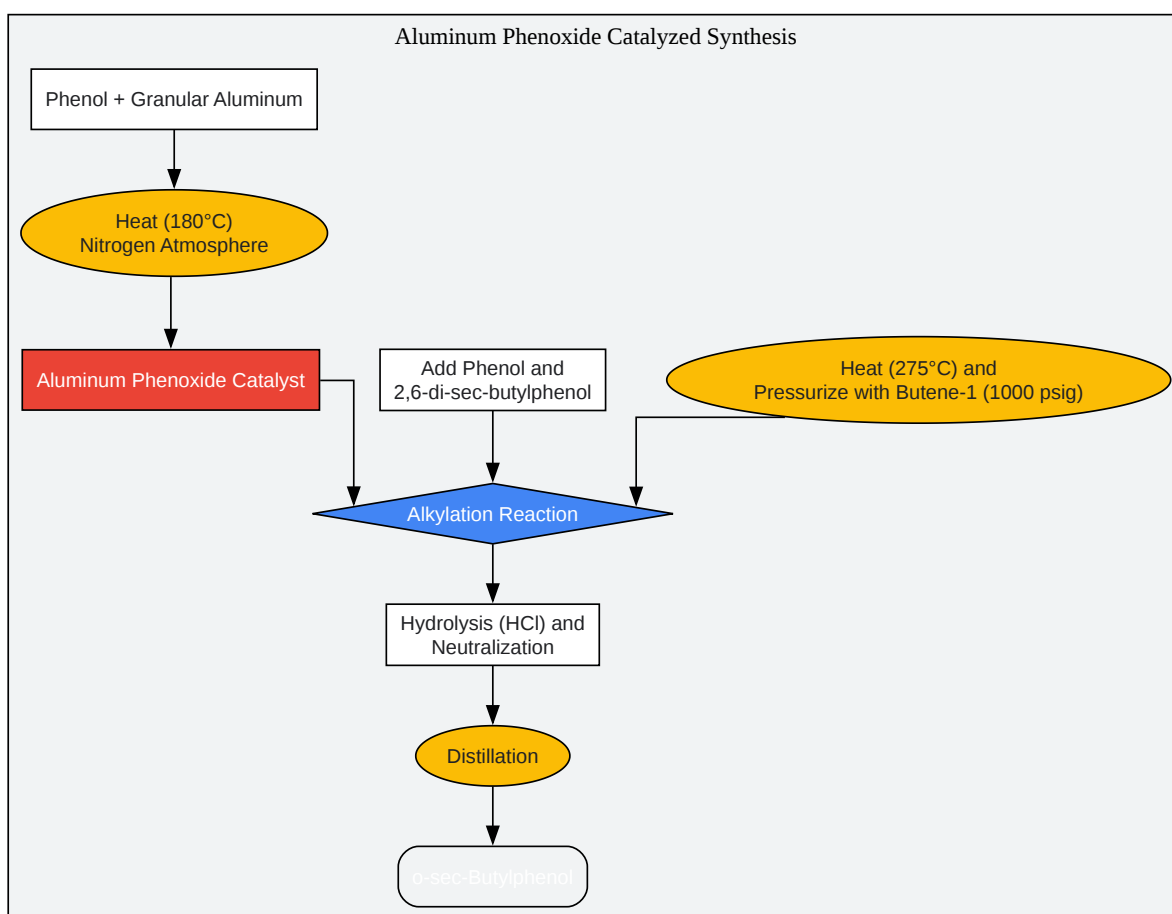 Aluminum Phenoxide Catalyzed Synthesis
Phenol + Granular Aluminum
Heat (180°C)
Nitrogen Atmosphere
Aluminum Phenoxide Catalyst
Add Phenol and
2,6-di-sec-butylphenol
Heat (275°C) and
Pressurize with Butene-1 (1000 psig)
Alkylation Reaction
Hydrolysis (HCl) and
Neutralization
Distillation
o-sec-Butylphenol